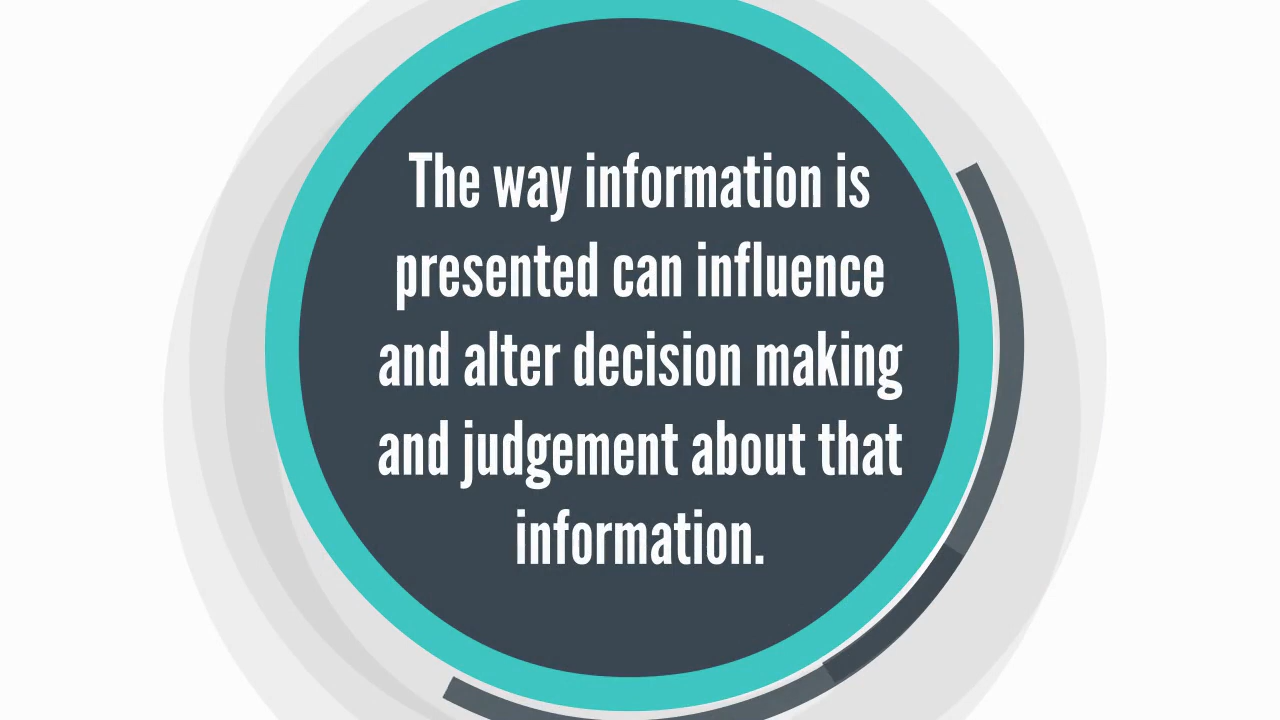 The way information is
presented can influence
and alter decision making
and judgement about that
information.